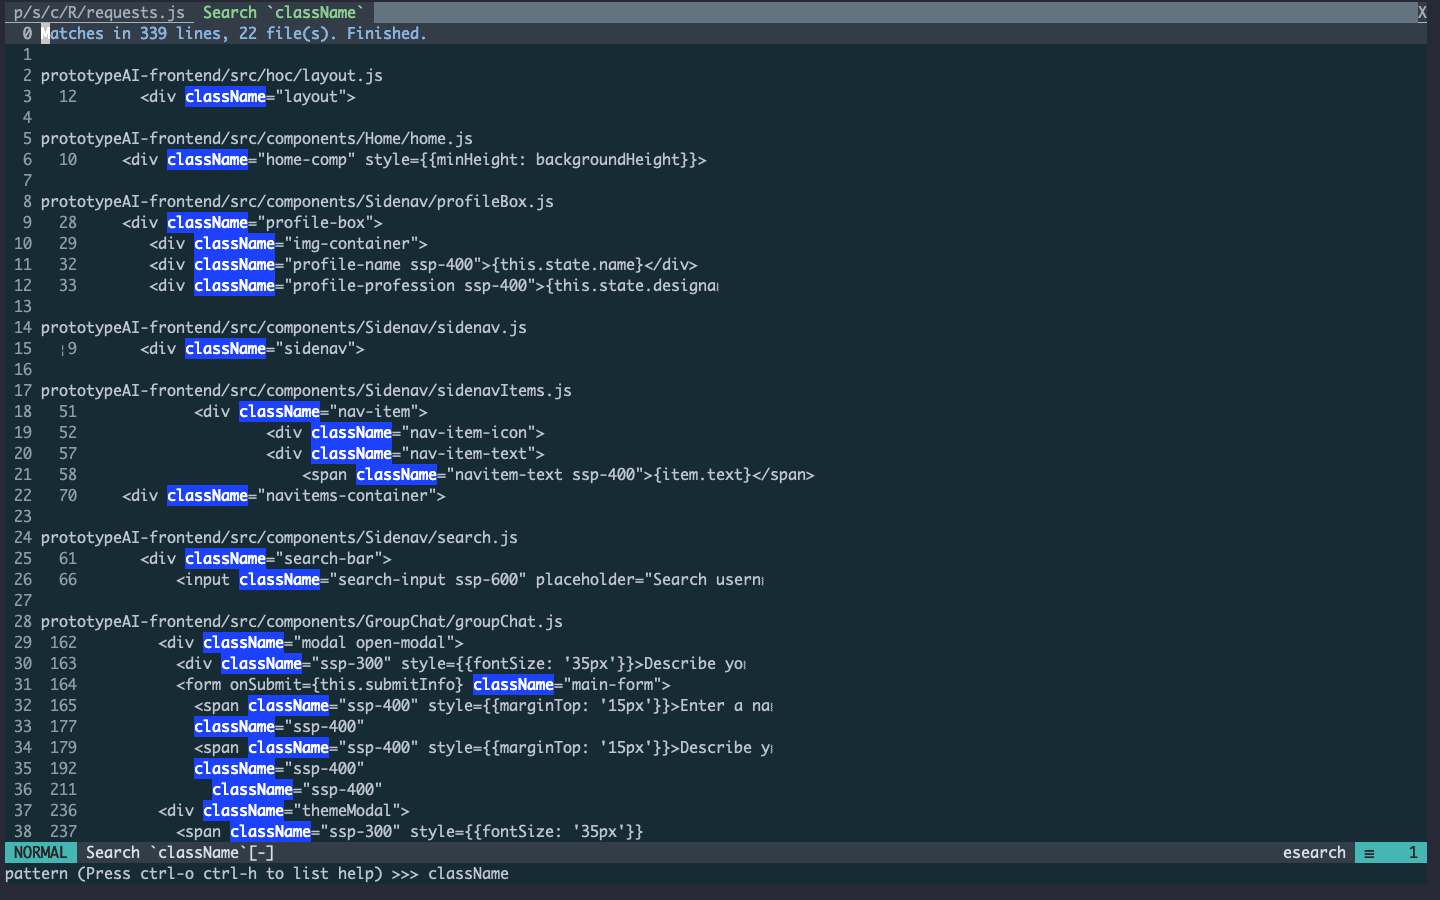 p/s/c/R/requests.js  Search `className` X
0 Matches in 339 lines, 22 file(s). Finished.
1
2 prototypeAI-frontend/src/hoc/layout.js
3   12       <div className="layout">
4
5 prototypeAI-frontend/src/components/Home/home.js
6   10     <div className="home-comp" style={{minHeight: backgroundHeight}}>
7
8 prototypeAI-frontend/src/components/Sidenav/profileBox.js
9   28     <div className="profile-box">
10   29        <div className="img-container">
11   32        <div className="profile-name ssp-400">{this.state.name}</div>
12   33        <div className="profile-profession ssp-400">{this.state.designa
13
14 prototypeAI-frontend/src/components/Sidenav/sidenav.js
15   ¦9       <div className="sidenav">
16
17 prototypeAI-frontend/src/components/Sidenav/sidenavItems.js
18   51             <div className="nav-item">
19   52                     <div className="nav-item-icon">
20   57                     <div className="nav-item-text">
21   58                         <span className="navitem-text ssp-400">{item.text}</span>
22   70     <div className="navitems-container">
23
24 prototypeAI-frontend/src/components/Sidenav/search.js
25   61       <div className="search-bar">
26   66           <input className="search-input ssp-600" placeholder="Search usern
27
28 prototypeAI-frontend/src/components/GroupChat/groupChat.js
29  162         <div className="modal open-modal">
30  163           <div className="ssp-300" style={{fontSize: '35px'}}>Describe yo
31  164           <form onSubmit={this.submitInfo} className="main-form">
32  165             <span className="ssp-400" style={{marginTop: '15px'}}>Enter a na
33  177             className="ssp-400"
34  179             <span className="ssp-400" style={{marginTop: '15px'}}>Describe y
35  192             className="ssp-400"
36  211               className="ssp-400"
37  236         <div className="themeModal">
38  237           <span className="ssp-300" style={{fontSize: '35px'}}
NORMAL  Search `className`[-] esearch ≡ 1
pattern (Press ctrl-o ctrl-h to list help) >>> className